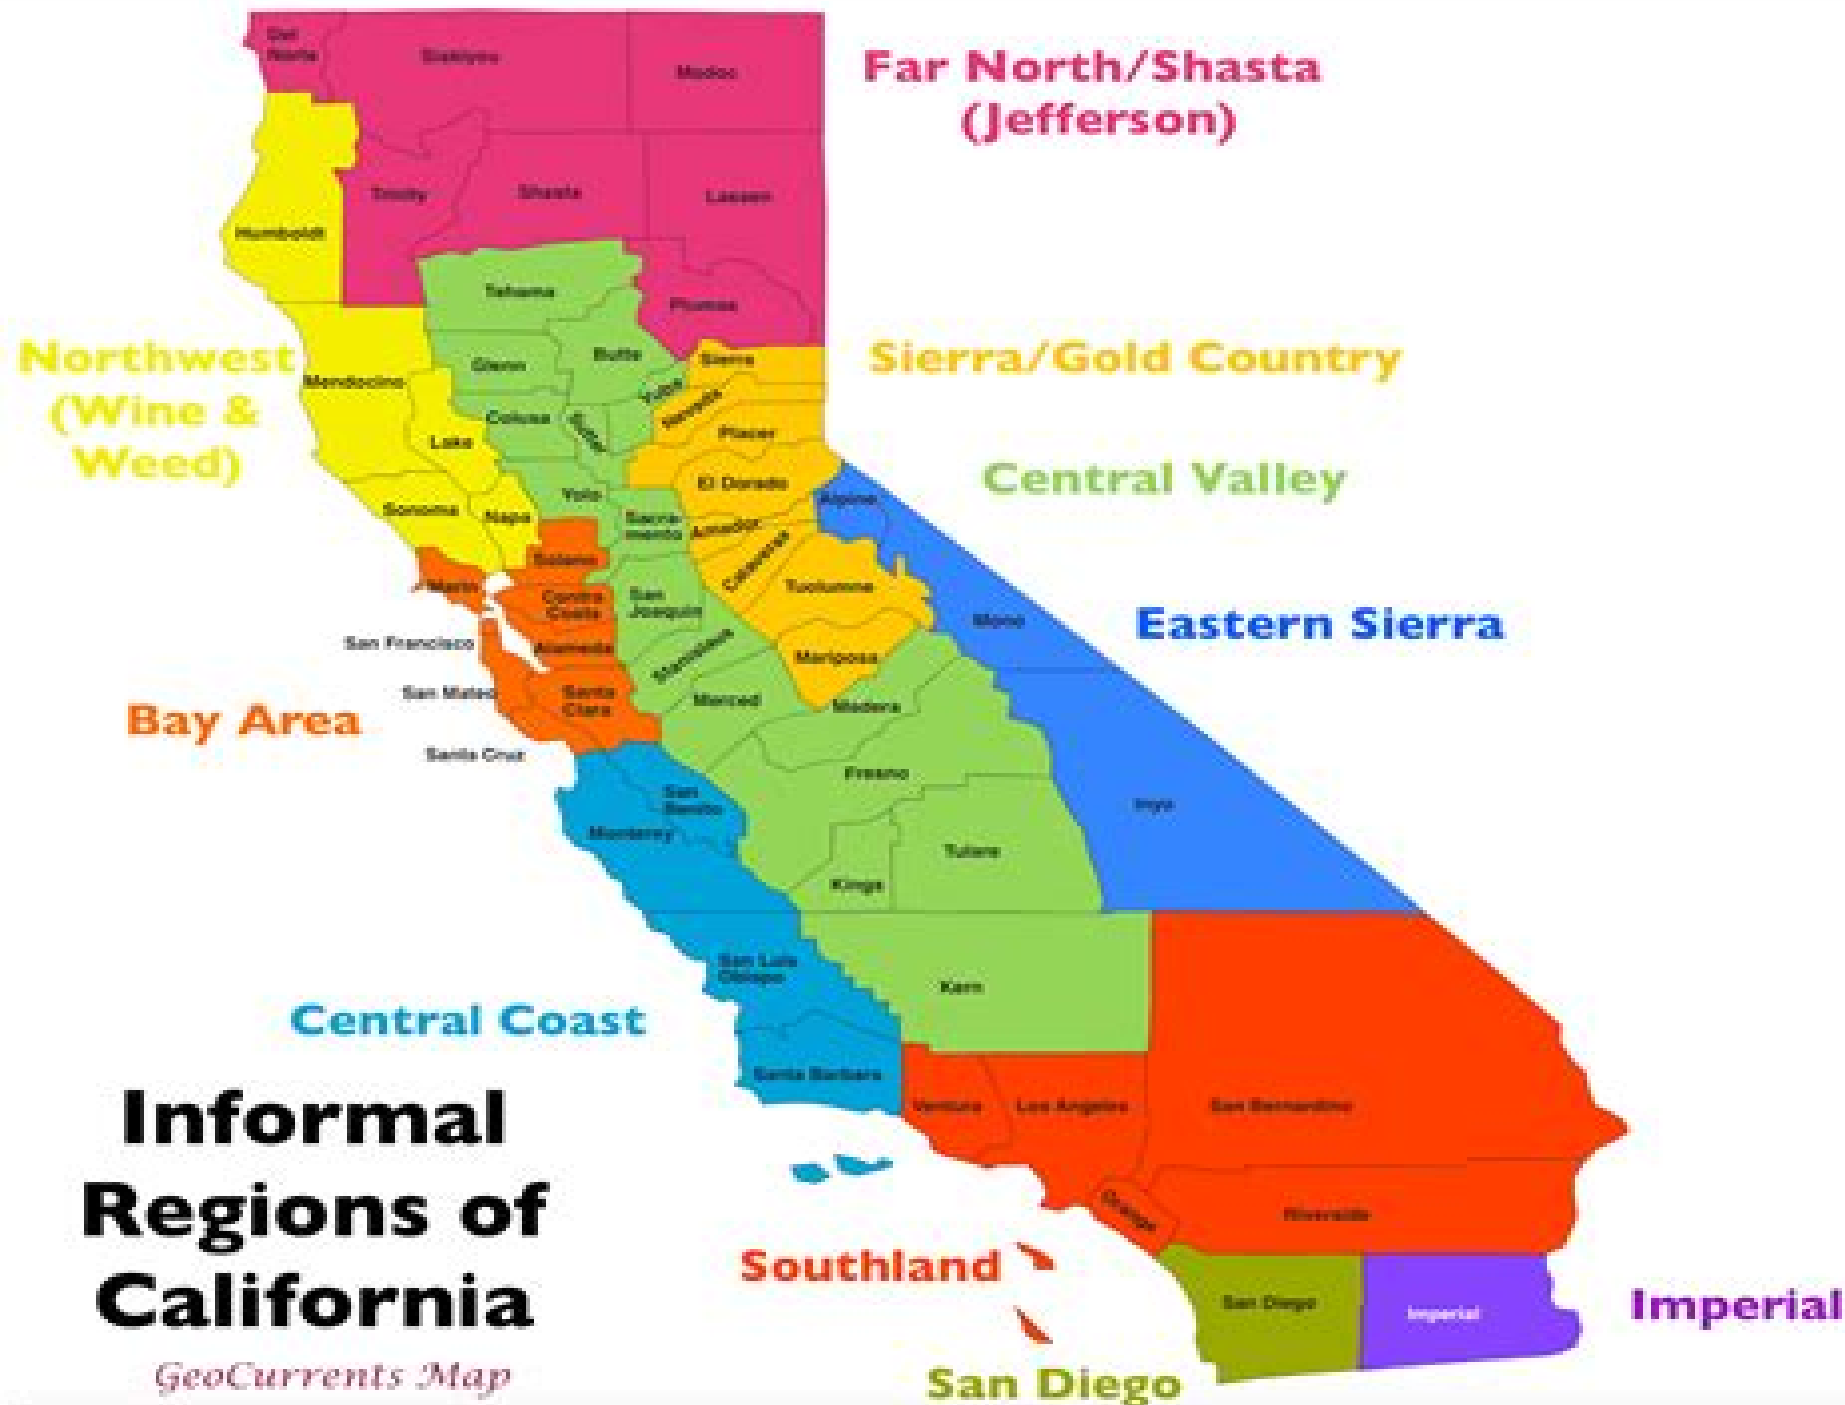 Del
Norte
Siskiyou
Modoc
Far North/Shasta
(Jefferson)
Trinity
Shasta
Lassen
Humboldt
Tehama
Plumas
Northwest
(Wine &
Weed)
Mendocino
Glenn
Butte
Sierra
Sierra/Gold Country
Yuba
Nevada
Colusa
Sutter
Placer
Lake
Central Valley
El Dorado
Alpine
Yolo
Sonoma
Napa
Sacra-
mento
Amador
Solano
Calaveras
Marin
Contra
Costa
San
Joaquin
Tuolumne
Mono
Eastern Sierra
San Francisco
Alameda
Stanislaus
Mariposa
San Mateo
Santa
Clara
Merced
Madera
Bay Area
Santa Cruz
Fresno
San
Benito
Monterey
Inyo
Tulare
Kings
San Luis
Obispo
Kern
Central Coast
Santa Barbara
Ventura
Los Angeles
San Bernardino
Orange
Riverside
Informal
Regions of
California
GeoCurrents Map
Southland
San Diego
San Diego
Imperial
Imperial